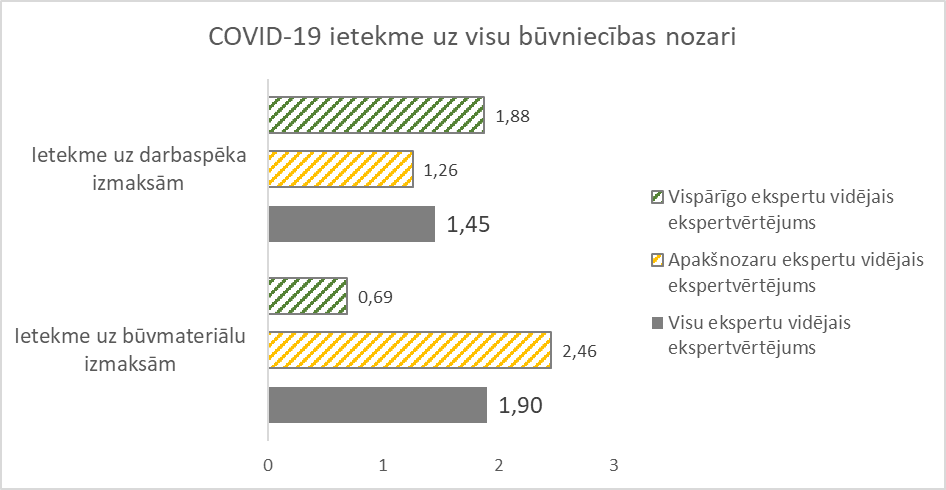 COVID-19 ietekme uz visu būvniecības nozari
Ietekme uz darbaspēka
izmaksām
1,88
1,26
1,45
Ietekme uz būvmateriālu
izmaksām
0,69
2,46
1,90
0
1
2
3
Vispārīgo ekspertu vidējais
ekspertvērtējums
Apakšnozaru ekspertu vidējais
ekspertvērtējums
Visu ekspertu vidējais
ekspertvērtējums